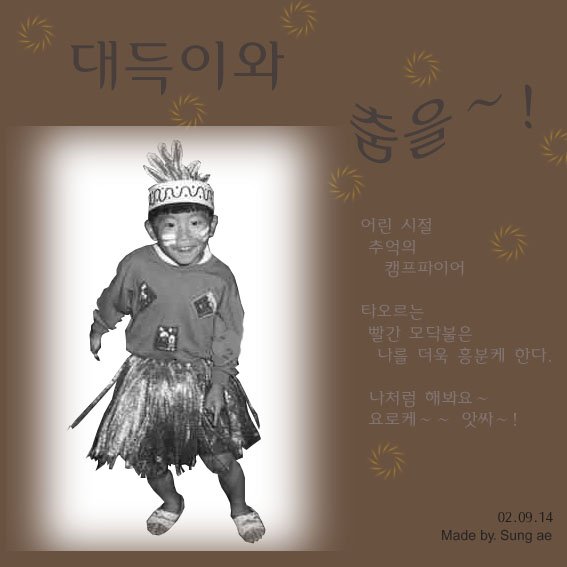 대득이와
춤을~!
어린 시절
추억의
캠프파이어
타오르는
빨간 모닥불은
나를 더욱 흥분케 한다.
나처럼 해봐요~
요로케~~ 앗싸~!
02.09.14
Made by. Sung ae